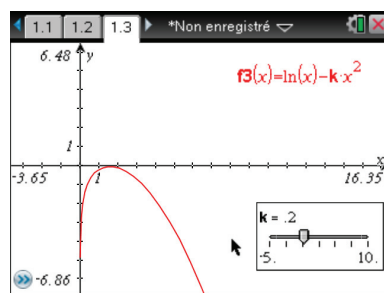 1.1 1.2 1.3 *Non enregistré
6.48 y
f3(x)=ln(x)-k·x²
1
x
-3.65 1 16.35
k = .2
-5. 10.
-6.86